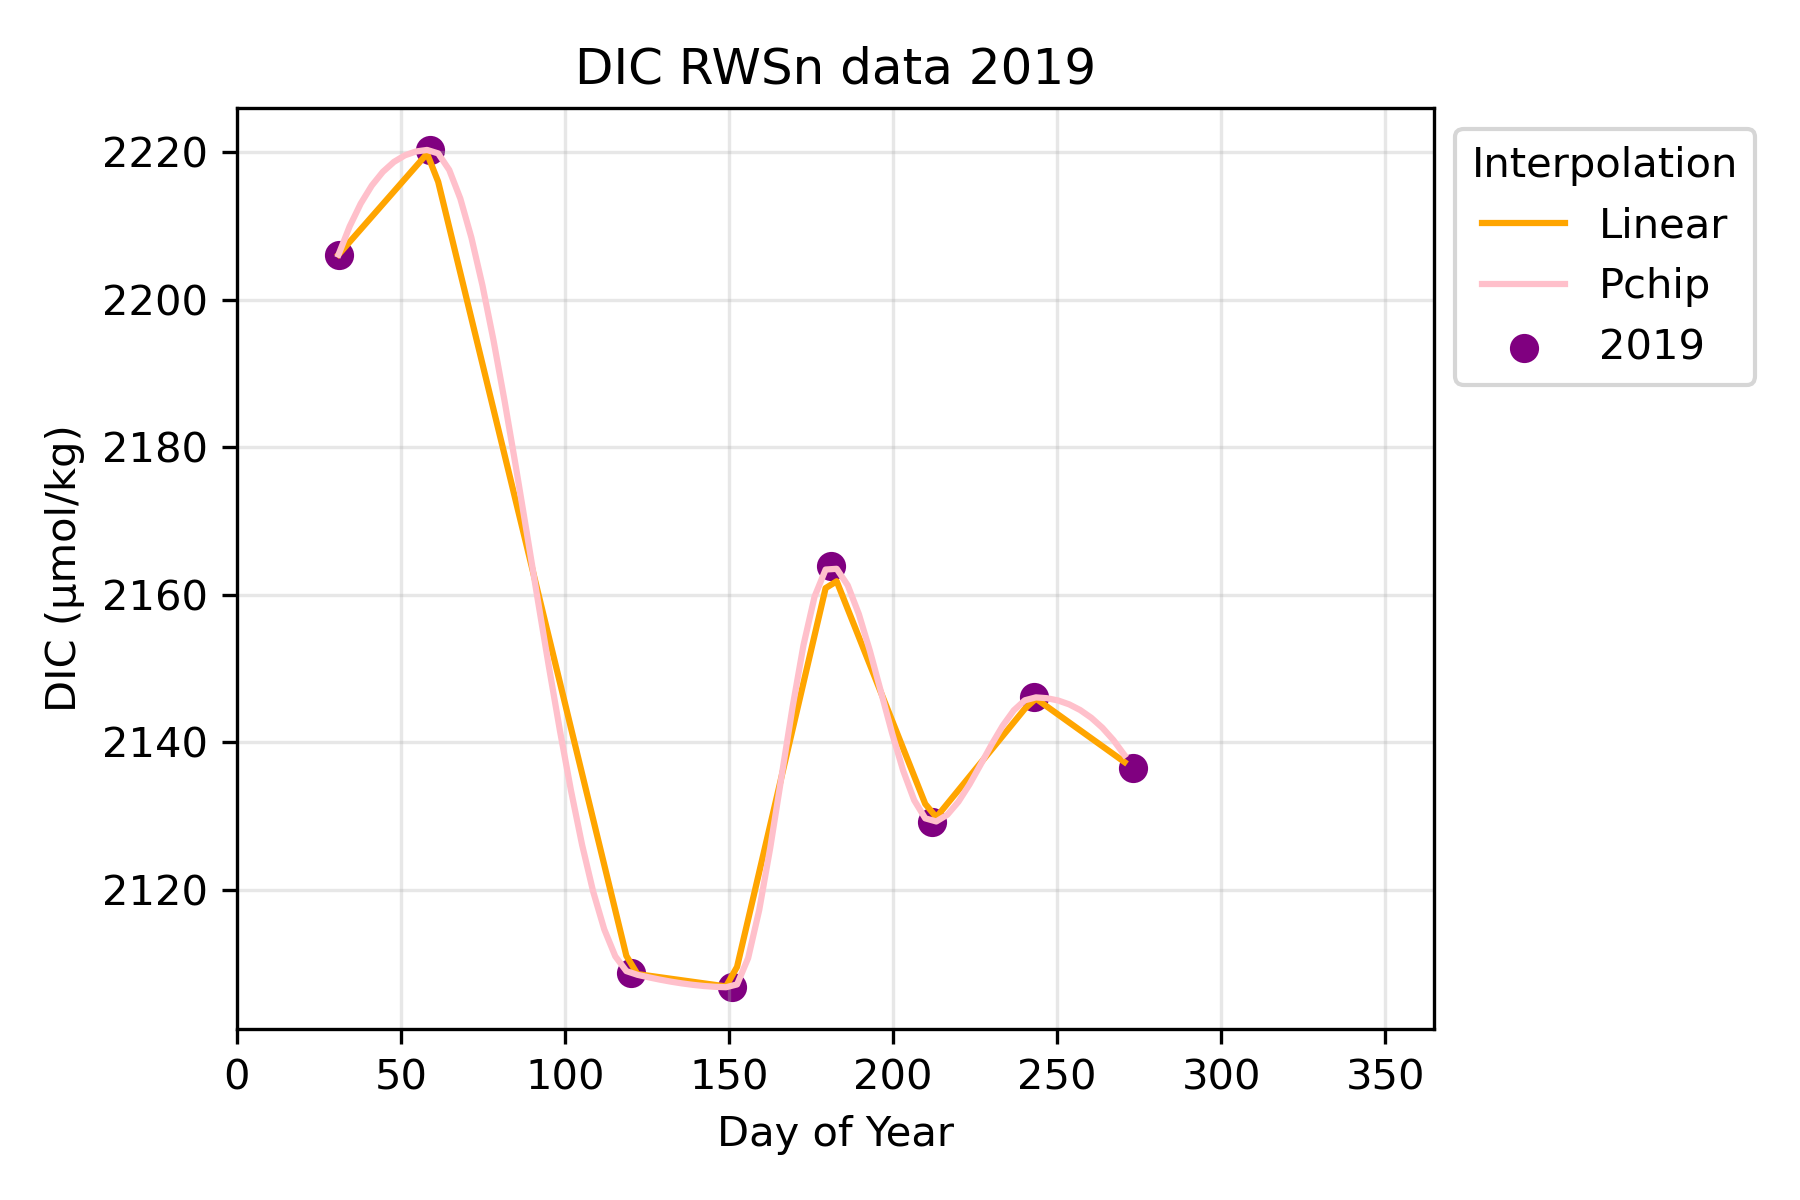 DIC RWSn data 2019
DIC (µmol/kg)
2220
2200
2180
2160
2140
2120
0 50 100 150 200 250 300 350
Day of Year
Interpolation
Linear
Pchip
2019